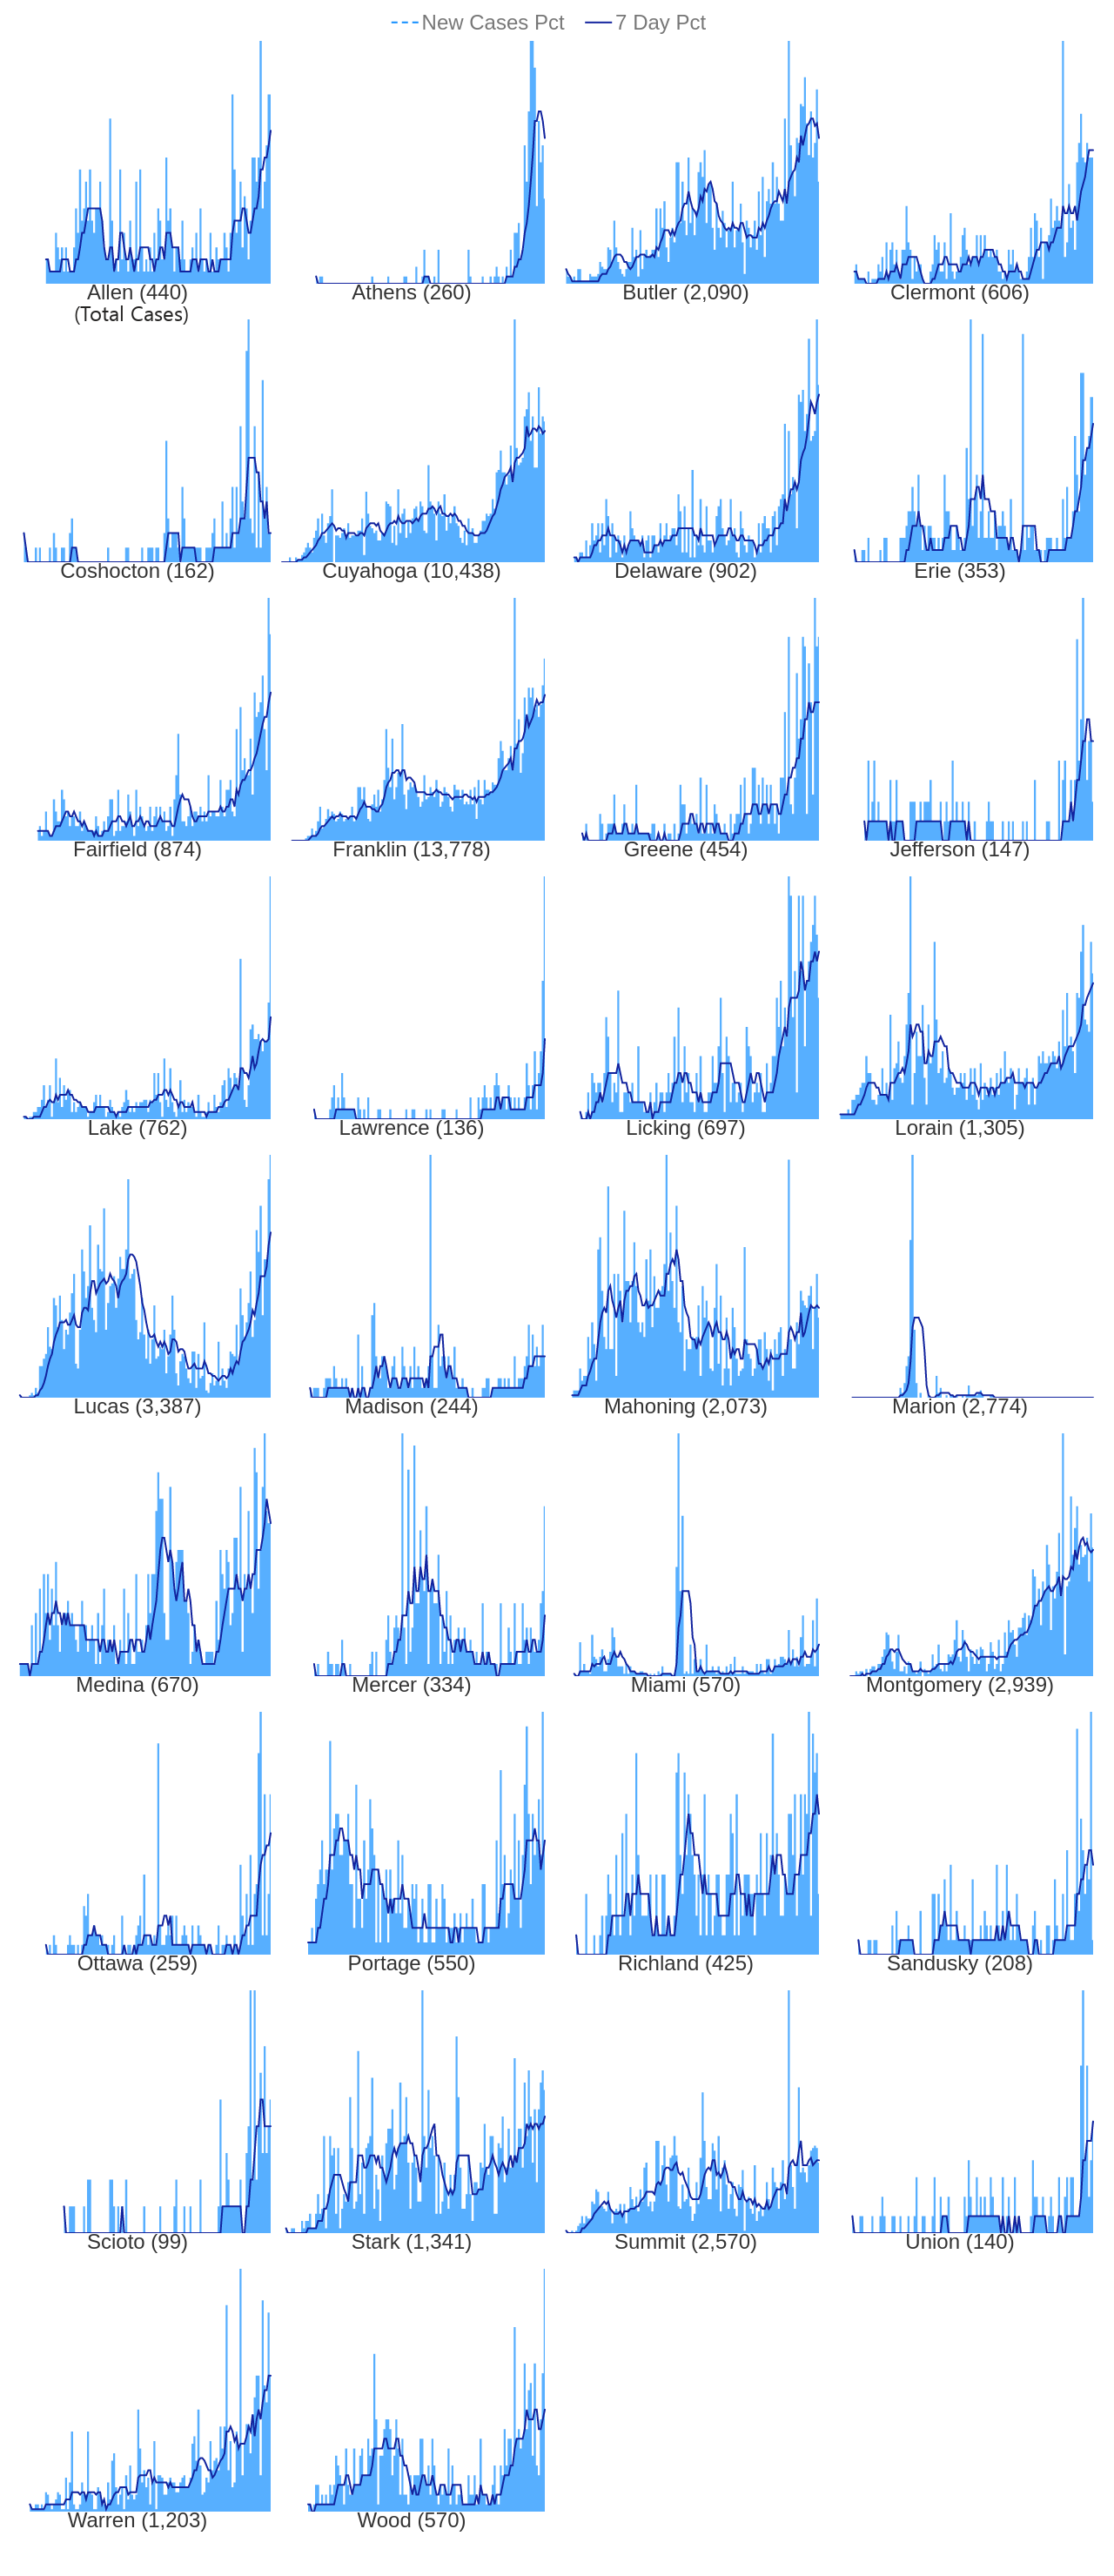 New Cases Pct 7 Day Pct
Allen (440) Athens (260) Butler (2,090) Clermont (606)
(Total Cases)
Coshocton (162) Cuyahoga (10,438) Delaware (902) Erie (353)
Fairfield (874) Franklin (13,778) Greene (454) Jefferson (147)
Lake (762) Lawrence (136) Licking (697) Lorain (1,305)
Lucas (3,387) Madison (244) Mahoning (2,073) Marion (2,774)
Medina (670) Mercer (334) Miami (570) Montgomery (2,939)
Ottawa (259) Portage (550) Richland (425) Sandusky (208)
Scioto (99) Stark (1,341) Summit (2,570) Union (140)
Warren (1,203) Wood (570)